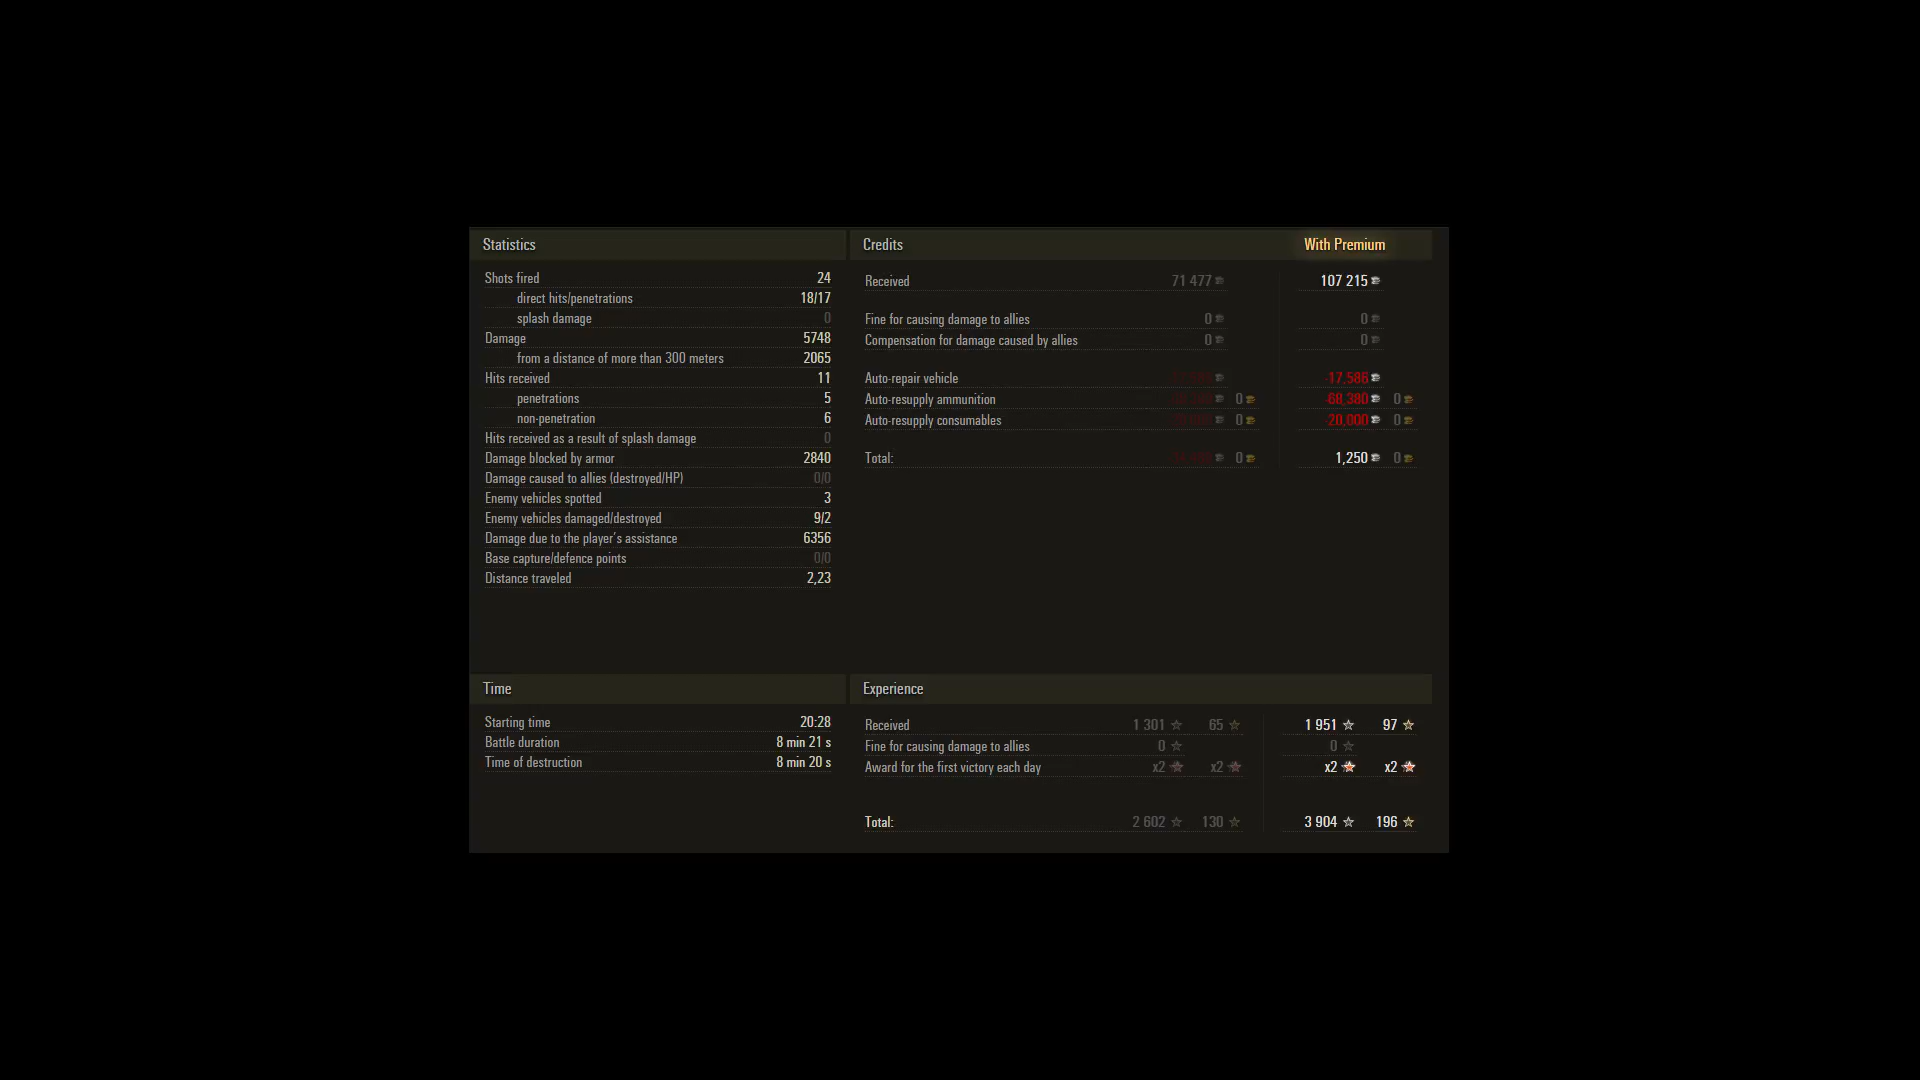 Statistics
Shots fired 24
direct hits/penetrations 18/17
splash damage 0
Damage 5748
from a distance of more than 300 meters 2065
Hits received 11
penetrations 5
non-penetration 6
Hits received as a result of splash damage 0
Damage blocked by armor 2840
Damage caused to allies (destroyed/HP) 0/0
Enemy vehicles spotted 3
Enemy vehicles damaged/destroyed 9/2
Damage due to the player's assistance 6356
Base capture/defence points 0/0
Distance traveled 2,23
Credits With Premium
Received 71 477 107 215
Fine for causing damage to allies 0 0
Compensation for damage caused by allies 0 0
Auto-repair vehicle -17,586
Auto-resupply ammunition 0 -68,380 0
Auto-resupply consumables 0 -20,000 0
Total: 0 1,250 0
Time
Starting time 20:28
Battle duration 8 min 21 s
Time of destruction 8 min 20 s
Experience
Received 1 301 65 1 951 97
Fine for causing damage to allies 0 0
Award for the first victory each day x2 x2 x2 x2
Total: 2 602 130 3 904 196